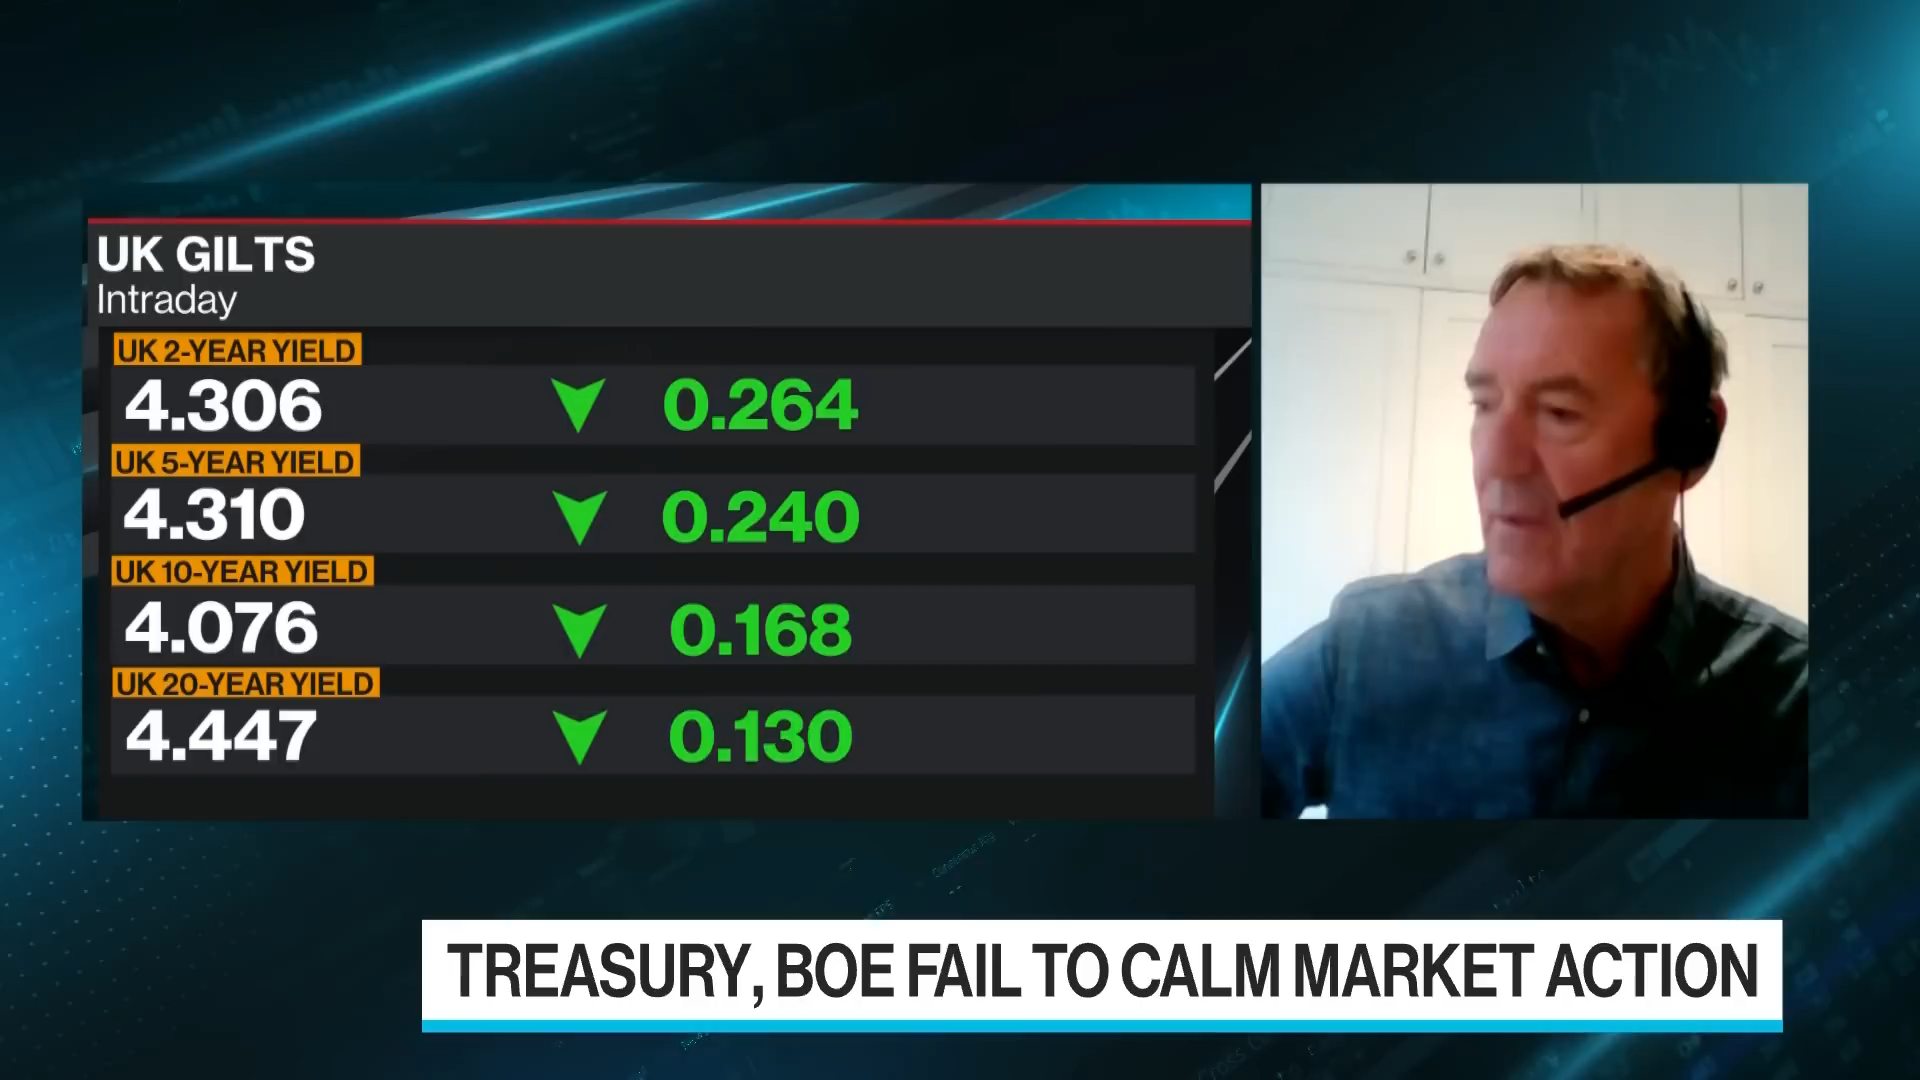 UK GILTS
Intraday
UK 2-YEAR YIELD
4.306 0.264
UK 5-YEAR YIELD
4.310 0.240
UK 10-YEAR YIELD
4.076 0.168
UK 20-YEAR YIELD
4.447 0.130
TREASURY, BOE FAIL TO CALM MARKET ACTION